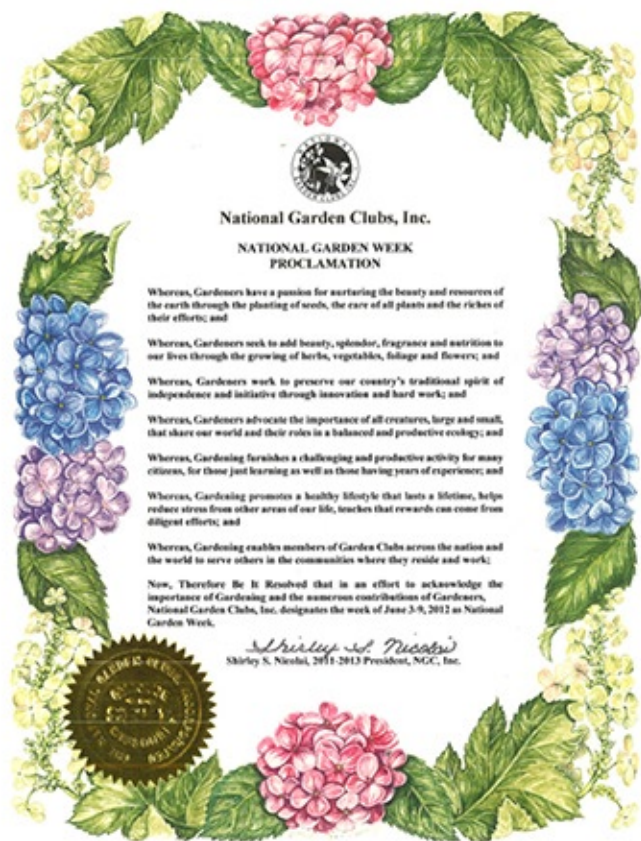 NATIONAL
GARDEN CLUBS, INC.
National Garden Clubs, Inc.
NATIONAL GARDEN WEEK
PROCLAMATION
Whereas, Gardeners have a passion for nurturing the beauty and resources of
the earth through the planting of seeds, the care of all plants and the riches of
their efforts; and
Whereas, Gardeners seek to add beauty, splendor, fragrance and nutrition to
our lives through the growing of herbs, vegetables, foliage and flowers; and
Whereas, Gardeners work to preserve our country's traditional spirit of
independence and initiative through innovation and hard work; and
Whereas, Gardeners advocate the importance of all creatures, large and small,
that share our world and their roles in a balanced and productive ecology; and
Whereas, Gardening furnishes a challenging and productive activity for many
citizens, for those just learning as well as those having years of experience; and
Whereas, Gardening promotes a healthy lifestyle that lasts a lifetime, helps
reduce stress from other areas of our life, teaches that rewards can come from
diligent efforts; and
Whereas, Gardening enables members of Garden Clubs across the nation and
the world to serve others in the communities where they reside and work;
Now, Therefore Be It Resolved that in an effort to acknowledge the
importance of Gardening and the numerous contributions of Gardeners,
National Garden Clubs, Inc. designates the week of June 3-9, 2012 as National
Garden Week.
Shirley S. Nicolai
Shirley S. Nicolai, 2011-2013 President, NGC, Inc.